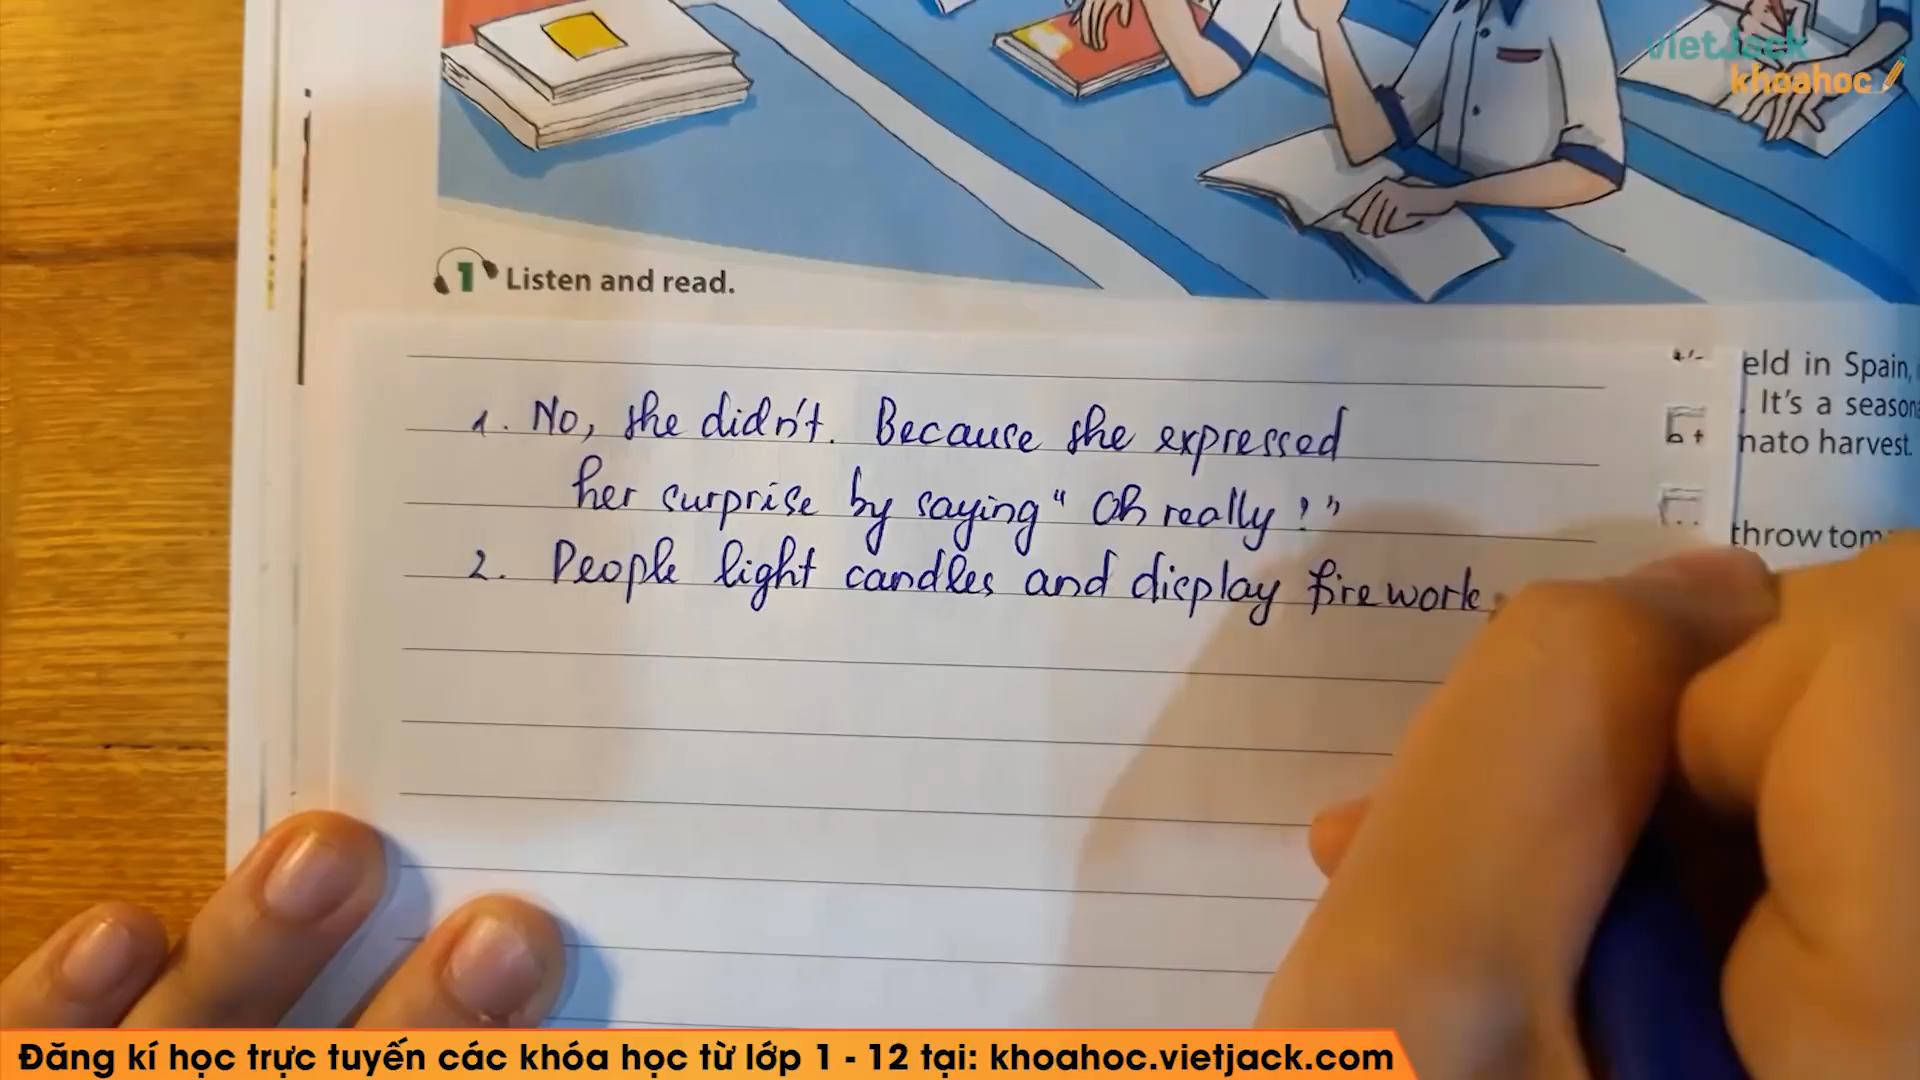 vietjack
khoahoc
1 Listen and read.
eld in Spain,
. It's a season
nato harvest.
throw tom
1. No, she didn't. Because she expressed
her surprise by saying “Oh really!”
2. People light candles and display firework
Đăng kí học trực tuyến các khóa học từ lớp 1 - 12 tại: khoahoc.vietjack.com